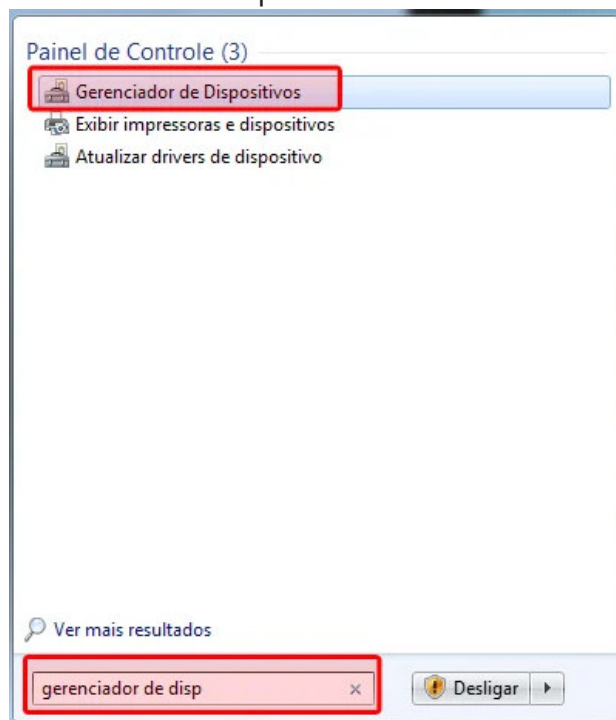 Painel de Controle (3)
Gerenciador de Dispositivos
Exibir impressoras e dispositivos
Atualizar drivers de dispositivo
Ver mais resultados
gerenciador de disp
Desligar